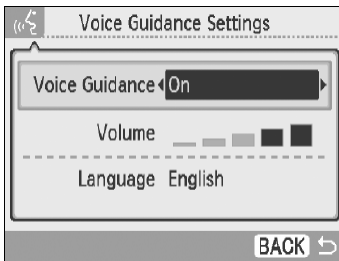 Voice Guidance Settings
Voice Guidance On
Volume
Language English
BACK